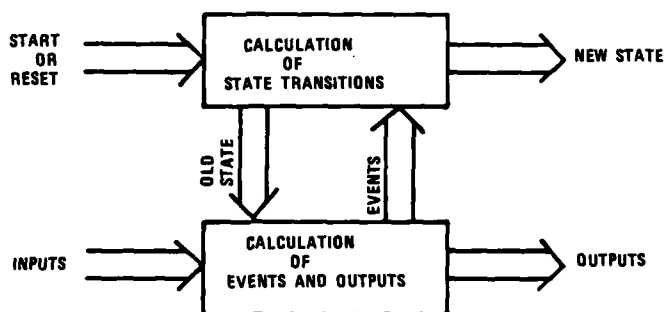 START
OR
RESET
CALCULATION
OF
STATE TRANSITIONS
NEW STATE
OLD
STATE
EVENTS
INPUTS
CALCULATION
OF
EVENTS AND OUTPUTS
OUTPUTS